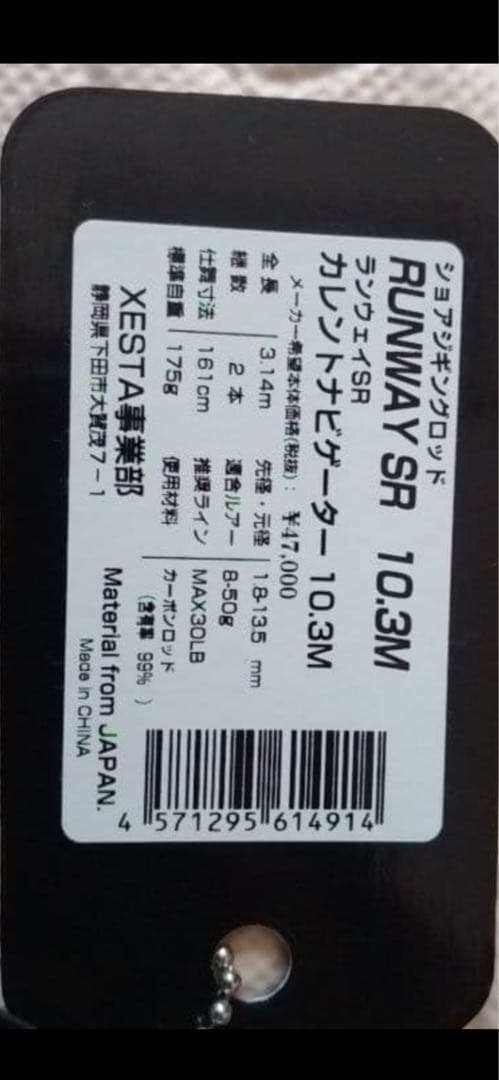 ショアジギングロッド
RUNWAY SR 10.3M
ランウェイSR
カレントナビゲーター 10.3M
メーカー希望本体価格(税抜): ¥47,000
全長 3.14m 先径・元径 1.8-13.5 mm
継数 2本 適合ルアー 8-50g
仕舞寸法 161cm 推奨ライン MAX30LB
標準自重 175g 使用材料 カーボンロッド
(含有率 99% )
XESTA事業部 Material from JAPAN.
静岡県下田市大賀茂7-1 Made in CHINA
4 571295 614914